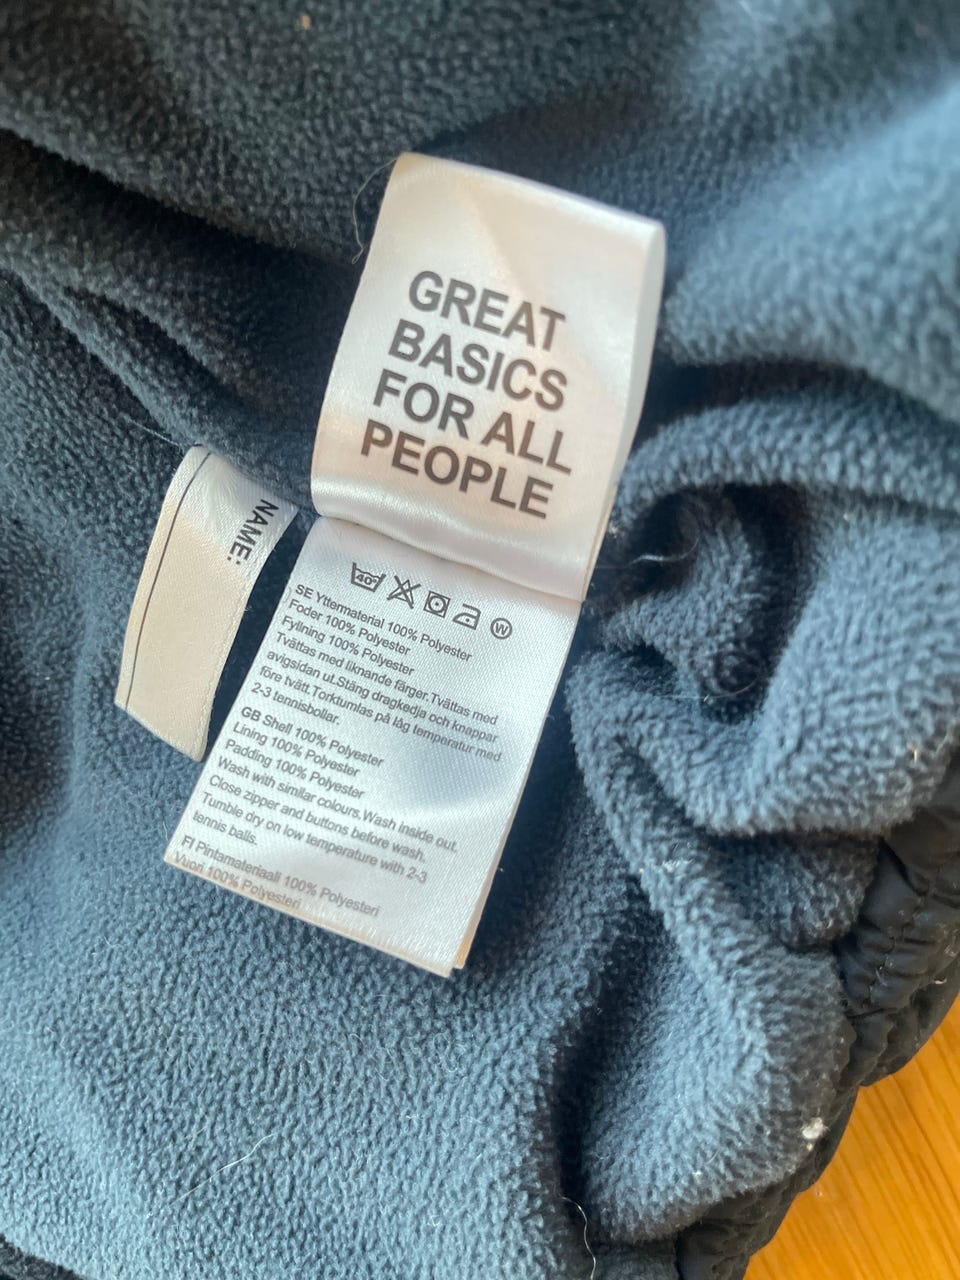 GREAT
BASICS
FOR ALL
PEOPLE
NAME:
40° W
SE Yttermaterial 100% Polyester
Foder 100% Polyester
Fyllning 100% Polyester
Tvättas med liknande färger.Tvättas med
avigsidan ut.Stäng dragkedja och knappar
före tvätt.Torktumlas på låg temperatur med
2-3 tennisbollar.
GB Shell 100% Polyester
Lining 100% Polyester
Padding 100% Polyester
Wash with similar colours.Wash inside out.
Close zipper and buttons before wash.
Tumble dry on low temperature with 2-3
tennis balls.
FI Pintamateriaali 100% Polyesteri
Vuori 100% Polyesteri